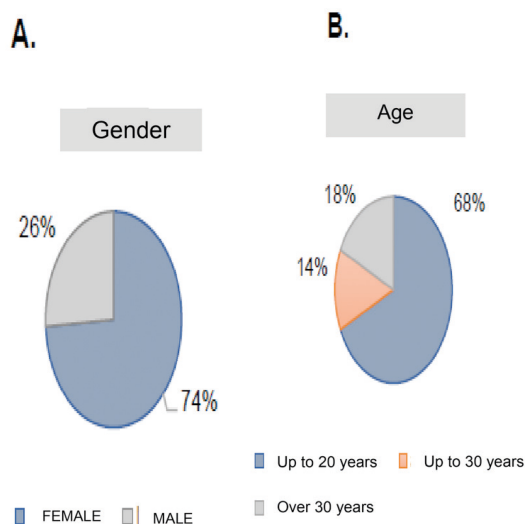 A.
Gender
26%
74%
FEMALE
MALE
B.
Age
18%
68%
14%
Up to 20 years
Up to 30 years
Over 30 years